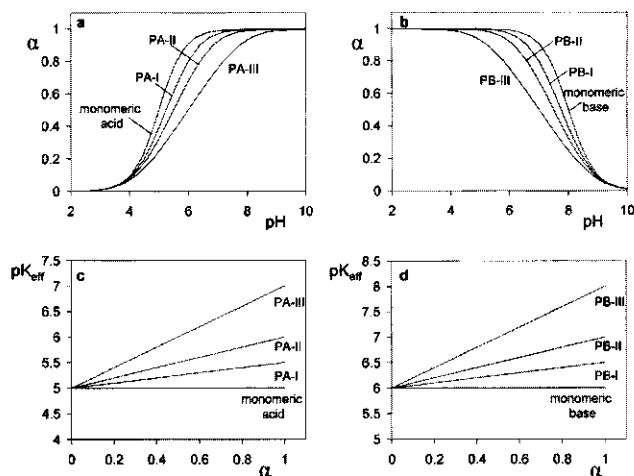 a
α
1
0.8
0.6
0.4
0.2
0
2 4 6 8 10
pH
PA-II
PA-I
PA-III
monomeric
acid
b
α
1
0.8
0.6
0.4
0.2
0
2 4 6 8 10
pH
PB-II
PB-I
PB-III
monomeric
base
c
pKeff
7.5
7
6.5
6
5.5
5
4.5
4
0 0.2 0.4 0.6 0.8 1
α
PA-III
PA-II
PA-I
monomeric
acid
d
pKeff
8.5
8
7.5
7
6.5
6
5.5
5
0 0.2 0.4 0.6 0.8 1
α
PB-III
PB-II
PB-I
monomeric
base